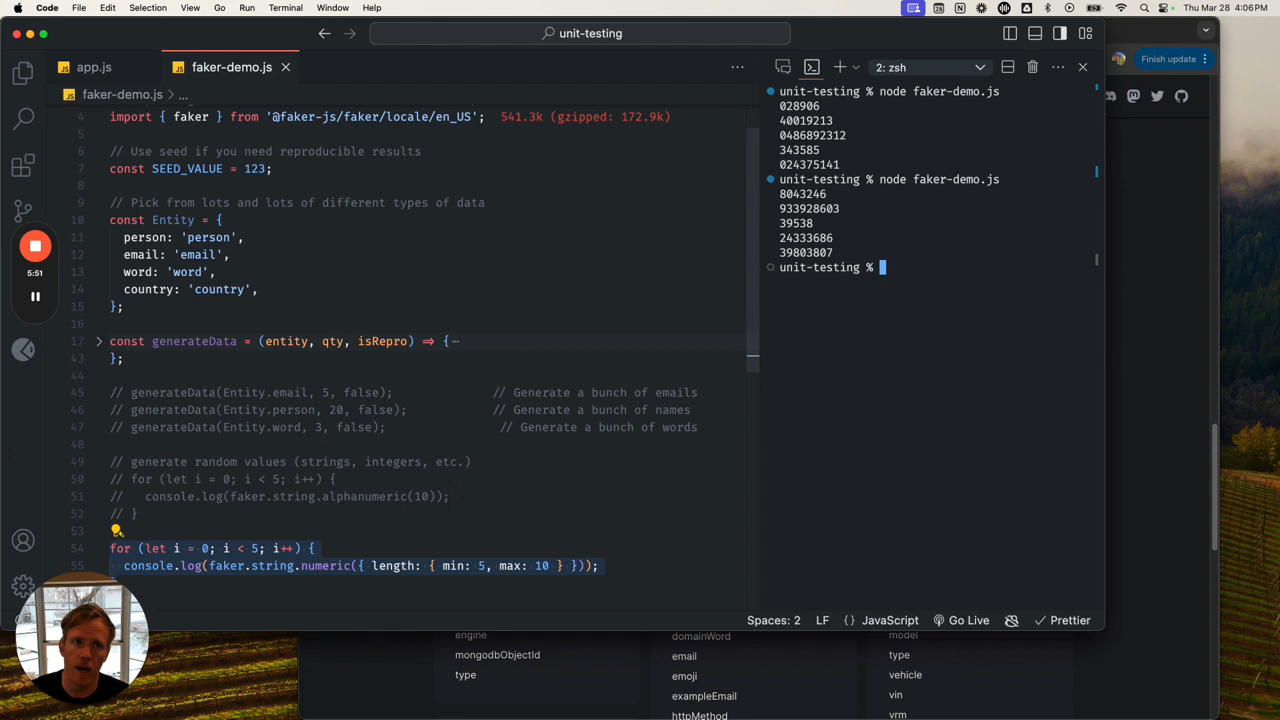 Code File Edit Selection View Go Run Terminal Window Help
Thu Mar 28 4:06 PM
unit-testing
Finish update
app.js
faker-demo.js
2: zsh
faker-demo.js > ...
4 import { faker } from '@faker-js/faker/locale/en_US'; 541.3k (gzipped: 172.9k)
5
6 // Use seed if you need reproducible results
7 const SEED_VALUE = 123;
8
9 // Pick from lots and lots of different types of data
10 const Entity = {
11 person: 'person',
12 email: 'email',
13 word: 'word',
14 country: 'country',
15 };
16
17 const generateData = (entity, qty, isRepro) => { ...
43 };
44
45 // generateData(Entity.email, 5, false); // Generate a bunch of emails
46 // generateData(Entity.person, 20, false); // Generate a bunch of names
47 // generateData(Entity.word, 3, false); // Generate a bunch of words
48
49 // generate random values (strings, integers, etc.)
50 // for (let i = 0; i < 5; i++) {
51 // console.log(faker.string.alphanumeric(10));
52 // }
53
54 for (let i = 0; i < 5; i++) {
55 console.log(faker.string.numeric({ length: { min: 5, max: 10 } }));
unit-testing % node faker-demo.js
028906
40019213
0486892312
343585
024375141
unit-testing % node faker-demo.js
8043246
933928603
39538
24333686
39803807
unit-testing %
5:51
Spaces: 2 LF {} JavaScript Go Live Prettier
engine
mongodbObjectId
type
domainWord
email
emoji
exampleEmail
httpMethod
model
type
vehicle
vin
vrm